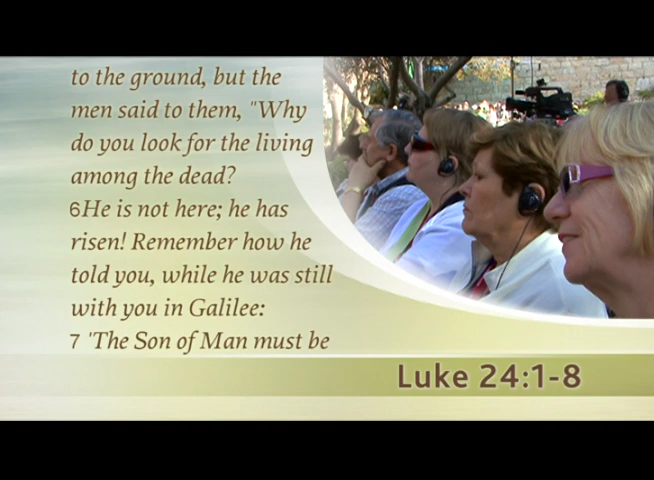 to the ground, but the
men said to them, "Why
do you look for the living
among the dead?
6He is not here; he has
risen! Remember how he
told you, while he was still
with you in Galilee:
7 'The Son of Man must be
Luke 24:1-8